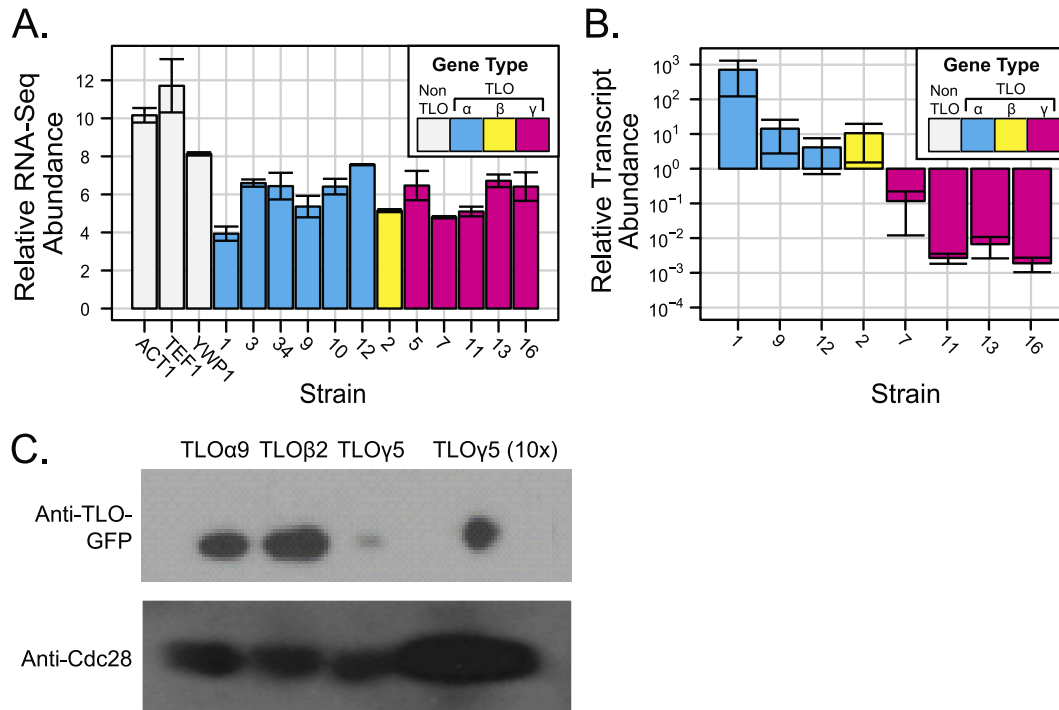 A.
Relative RNA-Seq
Abundance
12
10
8
6
4
2
0
Gene Type
Non
TLO
TLO
α
β
γ
ACT1
TEF1
YWP1
1
3
34
9
10
12
2
5
7
11
13
16
Strain
B.
Relative Transcript
Abundance
10³
10²
10¹
10⁰
10⁻¹
10⁻²
10⁻³
10⁻⁴
Gene Type
Non
TLO
TLO
α
β
γ
1
9
12
2
7
11
13
16
Strain
C.
TLOα9 TLOβ2 TLOγ5 TLOγ5 (10x)
Anti-TLO-
GFP
Anti-Cdc28